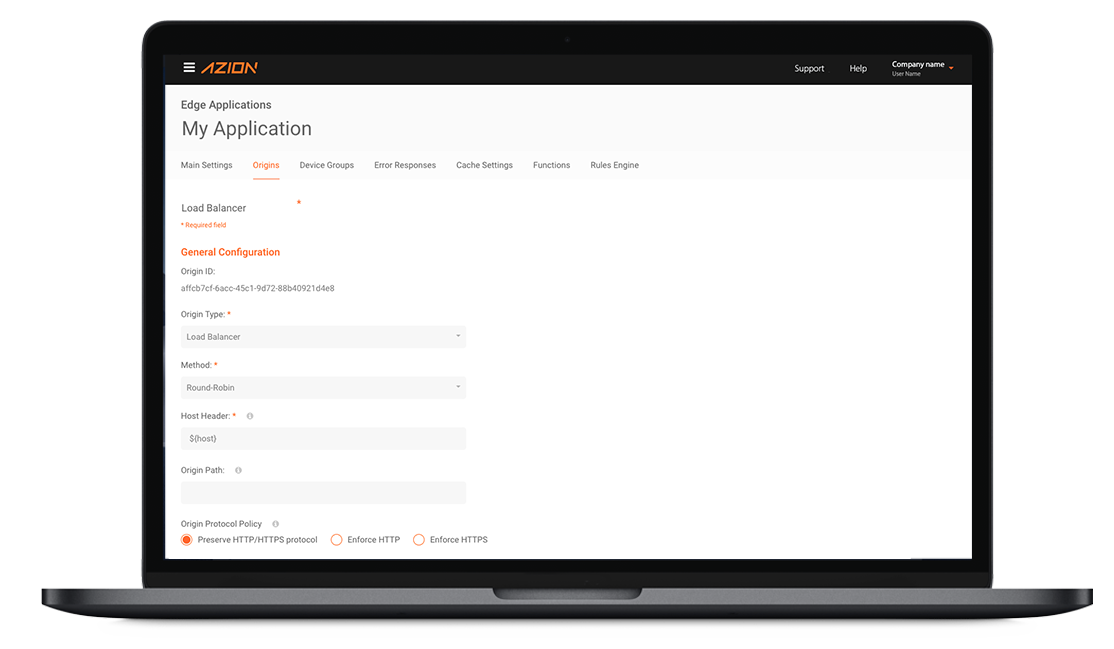 AZION
Support Help Company name
User Name
Edge Applications
My Application
Main Settings Origins Device Groups Error Responses Cache Settings Functions Rules Engine
Load Balancer *
* Required field
General Configuration
Origin ID:
affcb7cf-6acc-45c1-9d72-88b40921d4e8
Origin Type: *
Load Balancer
Method: *
Round-Robin
Host Header: *
${host}
Origin Path:
Origin Protocol Policy
Preserve HTTP/HTTPS protocol Enforce HTTP Enforce HTTPS